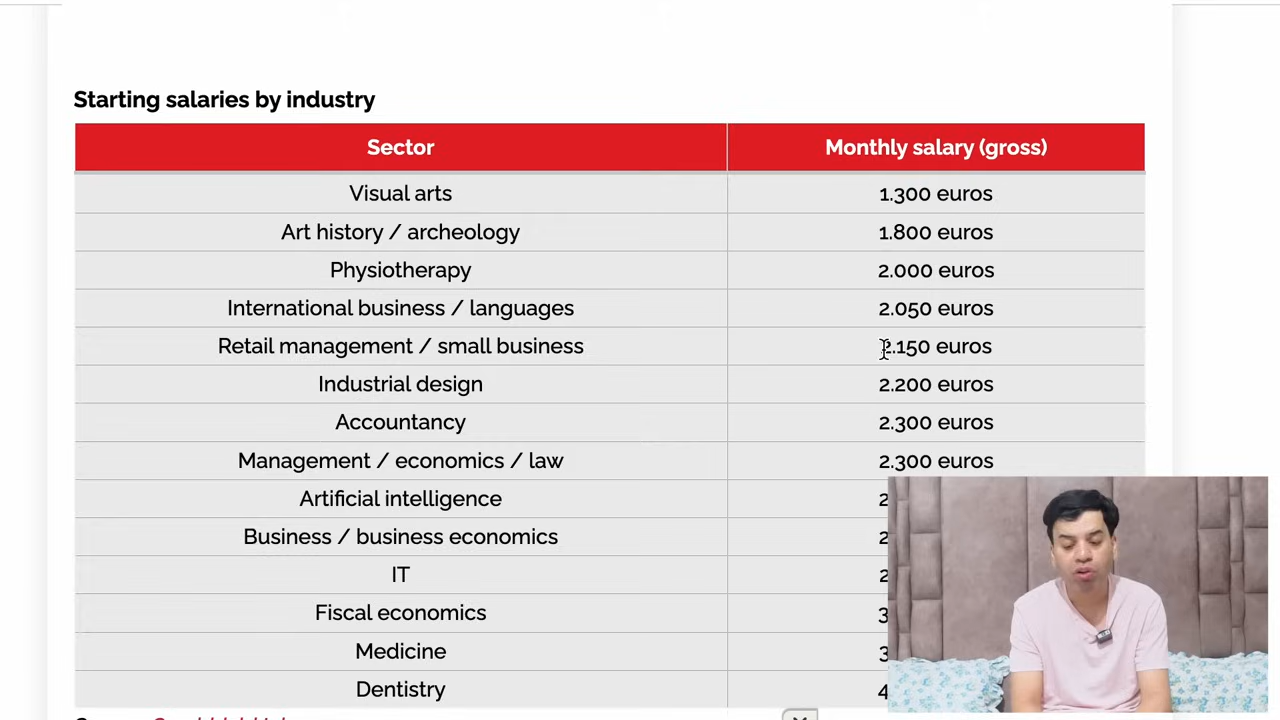 Starting salaries by industry
Sector Monthly salary (gross)
Visual arts 1.300 euros
Art history / archeology 1.800 euros
Physiotherapy 2.000 euros
International business / languages 2.050 euros
Retail management / small business 2.150 euros
Industrial design 2.200 euros
Accountancy 2.300 euros
Management / economics / law 2.300 euros
Artificial intelligence 2
Business / business economics 2
IT 2
Fiscal economics 3
Medicine 3
Dentistry 4